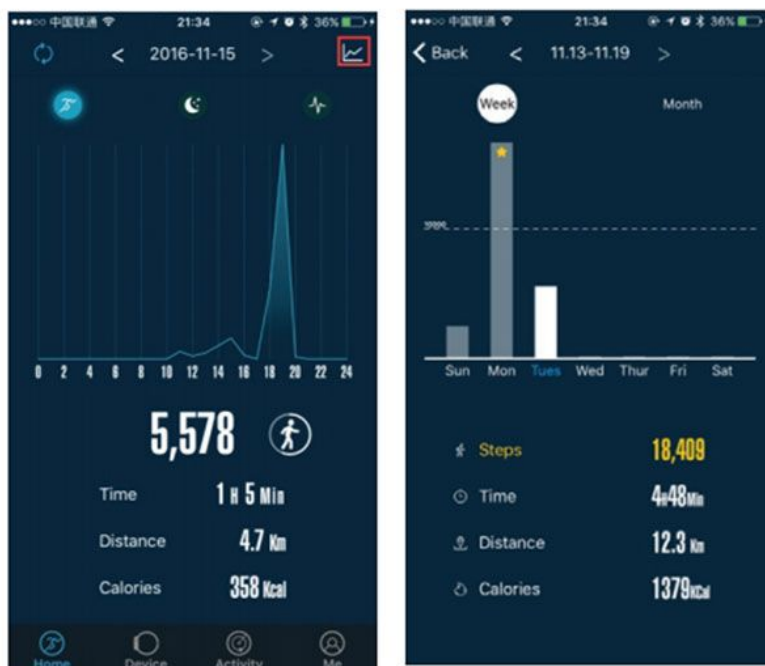 中国联通 21:34 36%
< 2016-11-15 >
0 2 4 6 8 10 12 14 16 18 20 22 24
5,578
Time 1 H 5 Min
Distance 4.7 Km
Calories 358 Kcal
Home Device Activity Me
中国联通 21:34 36%
Back < 11.13-11.19 >
Week Month
Sun Mon Tues Wed Thur Fri Sat
Steps 18,409
Time 4H48Min
Distance 12.3 Km
Calories 1379KCal